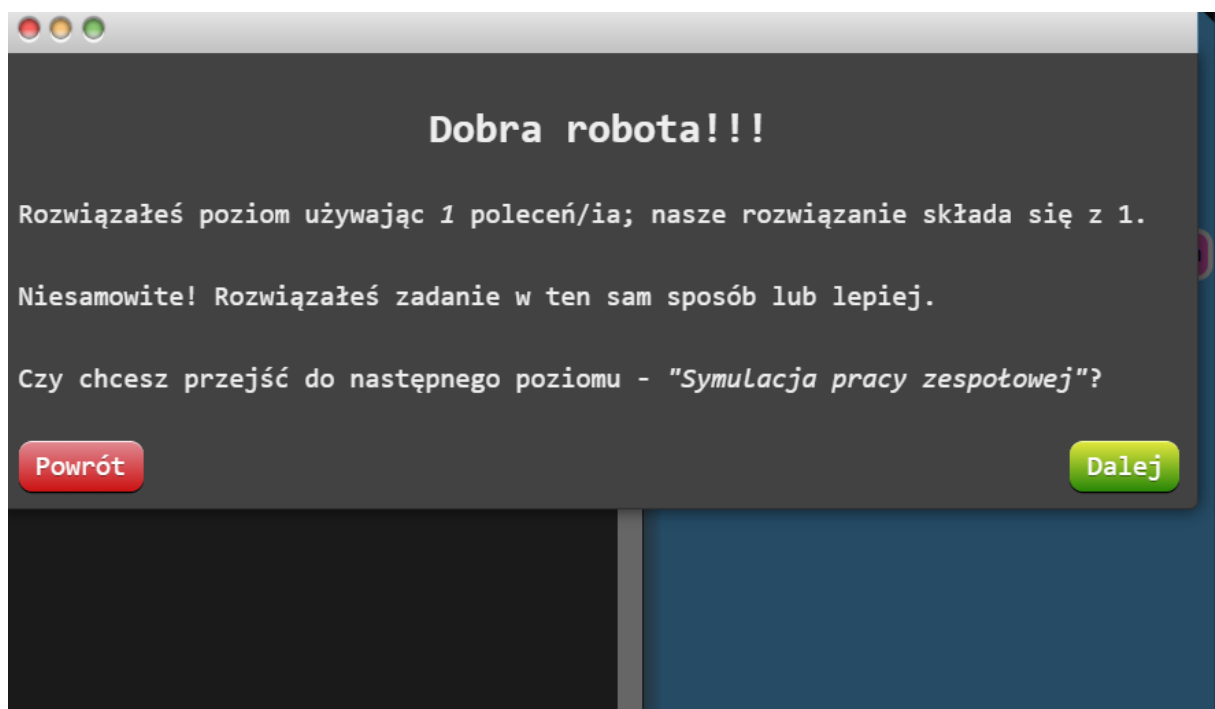 Dobra robota!!!
Rozwiązałeś poziom używając 1 poleceń/ia; nasze rozwiązanie składa się z 1.
Niesamowite! Rozwiązałeś zadanie w ten sam sposób lub lepiej.
Czy chcesz przejść do następnego poziomu - "Symulacja pracy zespołowej"?
Powrót
Dalej